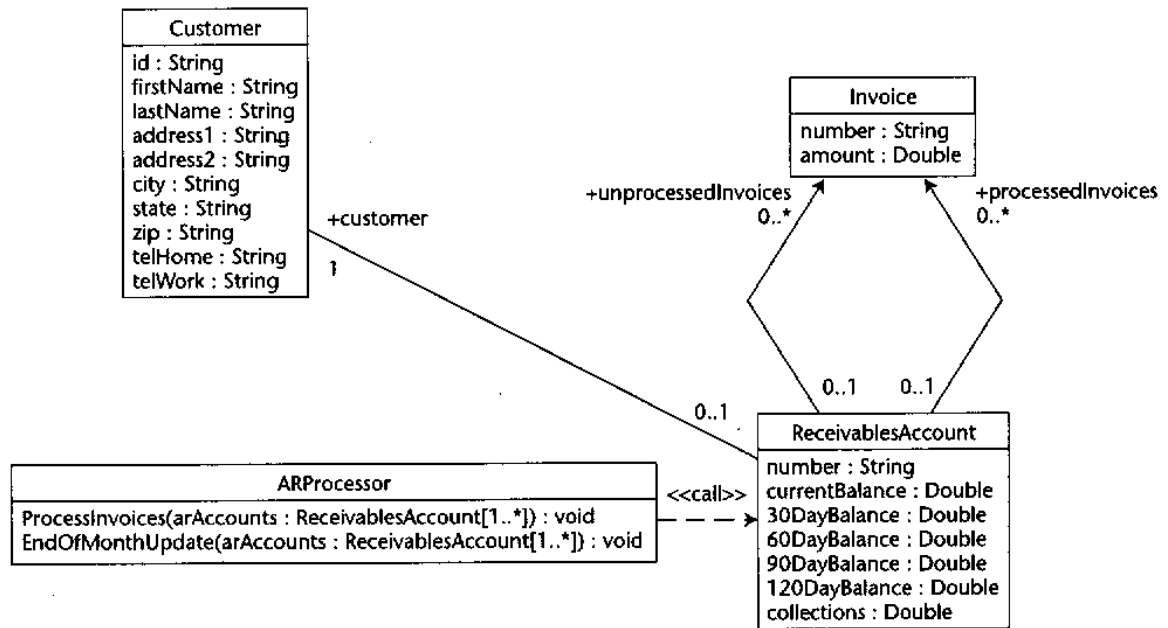 Customer
id : String
firstName : String
lastName : String
address1 : String
address2 : String
city : String
state : String
zip : String
telHome : String
telWork : String
+customer
1
0..1
Invoice
number : String
amount : Double
+unprocessedInvoices
0..*
+processedInvoices
0..*
0..1
0..1
ReceivablesAccount
number : String
currentBalance : Double
30DayBalance : Double
60DayBalance : Double
90DayBalance : Double
120DayBalance : Double
collections : Double
ARProcessor
ProcessInvoices(arAccounts : ReceivablesAccount[1..*]) : void
EndOfMonthUpdate(arAccounts : ReceivablesAccount[1..*]) : void
<<call>>